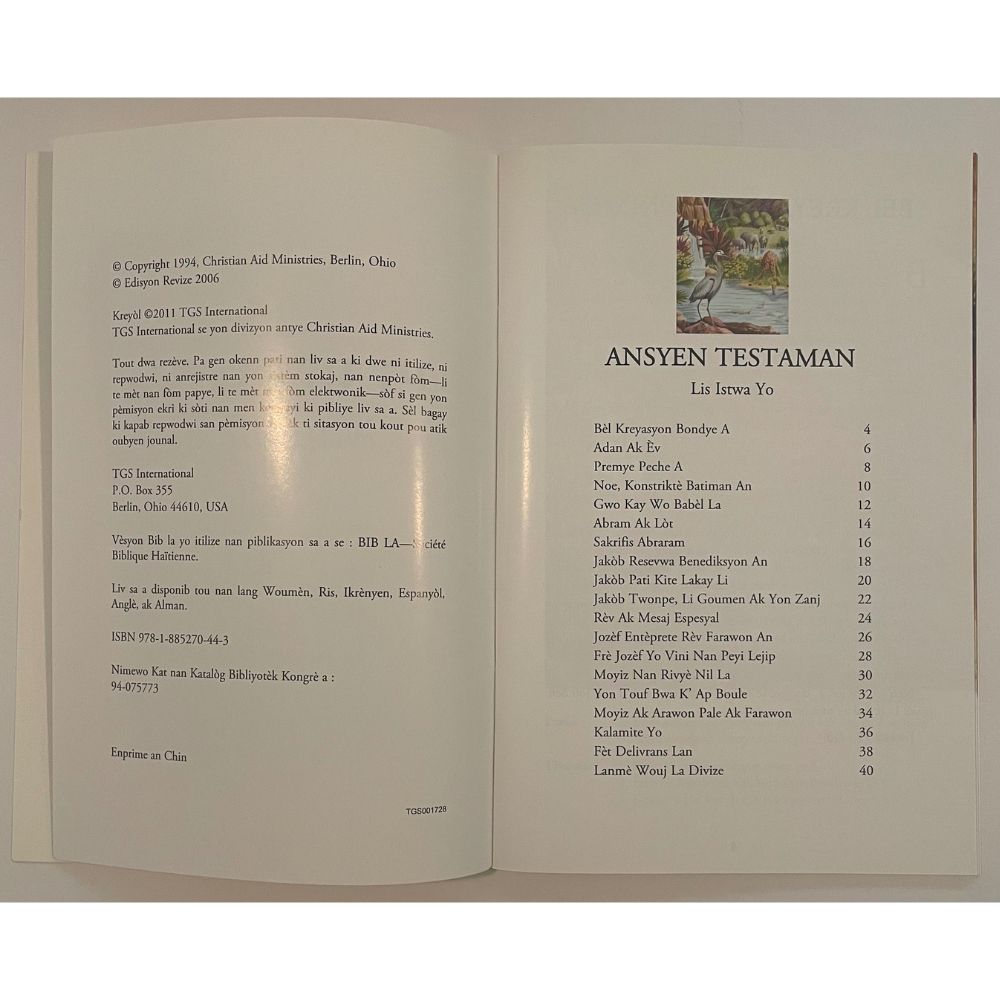 © Copyright 1994, Christian Aid Ministries, Berlin, Ohio
© Edisyon Revize 2006
Kreyòl ©2011 TGS International
TGS International se yon divizyon antye Christian Aid Ministries.
Tout dwa rezève. Pa gen okenn pati nan liv sa a ki dwe ni itilize, ni
repwodwi, ni anrejistre nan yon sistèm stokaj, nan nenpòt fòm—li
te mèt nan fòm papye, li te mèt nan fòm elektwonik—sòf si gen yon
pèmisyon ekri ki sòti nan men konpayi ki pibliye liv sa a. Sèl bagay
ki kapab repwodwi san pèmisyon ti sitasyon tou kout pou atik
oubyen jounal.
TGS International
P.O. Box 355
Berlin, Ohio 44610, USA
Vèsyon Bib la yo itilize nan piblikasyon sa a se : BIB LA—Société
Biblique Haïtienne.
Liv sa a disponib tou nan lang Woumèn, Ris, Ikrènyen, Espanyòl,
Anglè, ak Alman.
ISBN 978-1-885270-44-3
Nimewo Kat nan Katalòg Bibliyotèk Kongrè a :
94-075773
Enprime an Chin
TGS001728
ANSYEN TESTAMAN
Lis Istwa Yo
Bèl Kreyasyon Bondye A 4
Adan Ak Èv 6
Premye Peche A 8
Noe, Konstriktè Batiman An 10
Gwo Kay Wo Babèl La 12
Abram Ak Lòt 14
Sakrifis Abraram 16
Jakòb Resevwa Benediksyon An 18
Jakòb Pati Kite Lakay Li 20
Jakòb Twonpe, Li Goumen Ak Yon Zanj 22
Rèv Ak Mesaj Espesyal 24
Jozèf Entèprete Rèv Farawon An 26
Frè Jozèf Yo Vini Nan Peyi Lejip 28
Moyiz Nan Rivyè Nil La 30
Yon Touf Bwa K' Ap Boule 32
Moyiz Ak Arawon Pale Ak Farawon 34
Kalamite Yo 36
Fèt Delivrans Lan 38
Lanmè Wouj La Divize 40